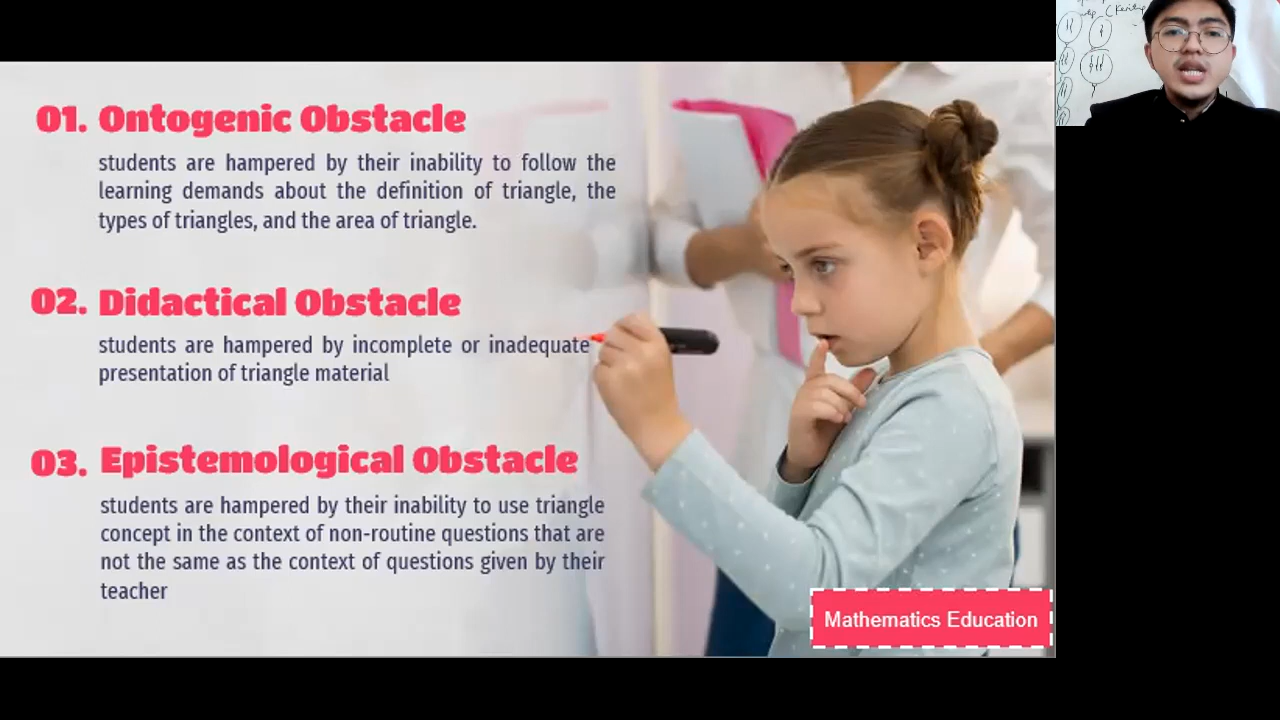 01. Ontogenic Obstacle
students are hampered by their inability to follow the
learning demands about the definition of triangle, the
types of triangles, and the area of triangle.
02. Didactical Obstacle
students are hampered by incomplete or inadequate
presentation of triangle material
03. Epistemological Obstacle
students are hampered by their inability to use triangle
concept in the context of non-routine questions that are
not the same as the context of questions given by their
teacher
Mathematics Education